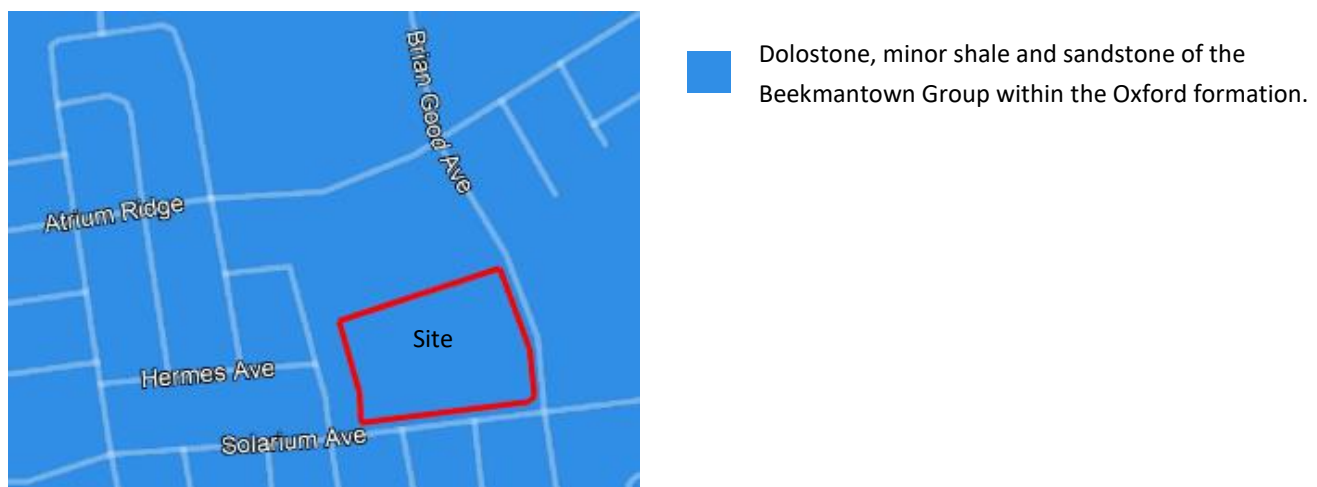 Brian Good Ave
Atrium Ridge
Site
Hermes Ave
Solarium Ave
Dolostone, minor shale and sandstone of the
Beekmantown Group within the Oxford formation.